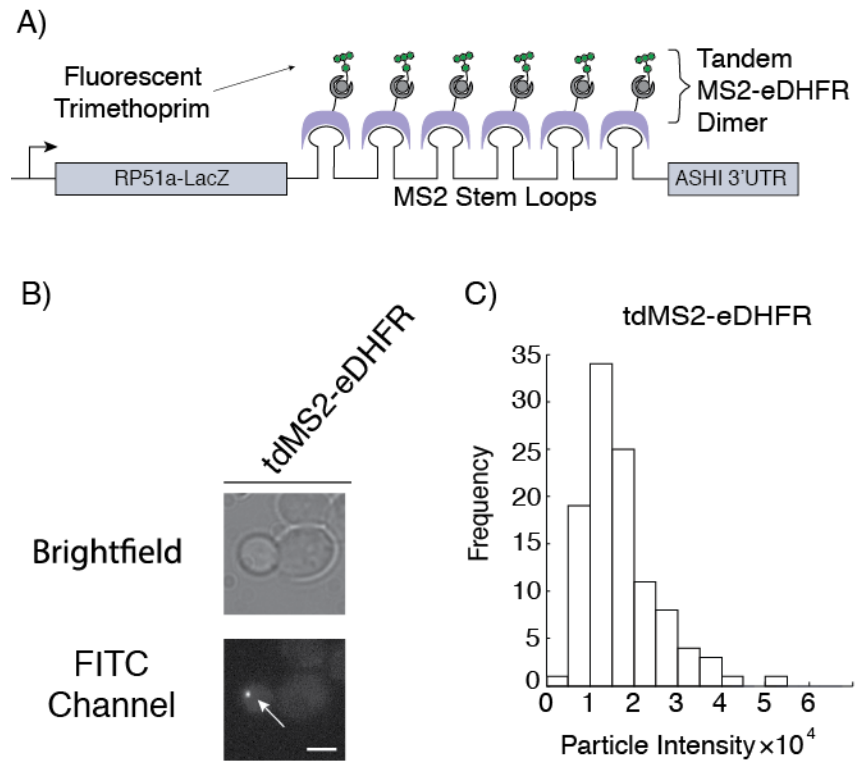 A)
Fluorescent
Trimethoprim
Tandem
MS2-eDHFR
Dimer
RP51a-LacZ
MS2 Stem Loops
ASHI 3'UTR
B)
tdMS2-eDHFR
Brightfield
FITC
Channel
C)
tdMS2-eDHFR
35
30
25
20
15
10
5
0
Frequency
0 1 2 3 4 5 6
Particle Intensity×10⁴